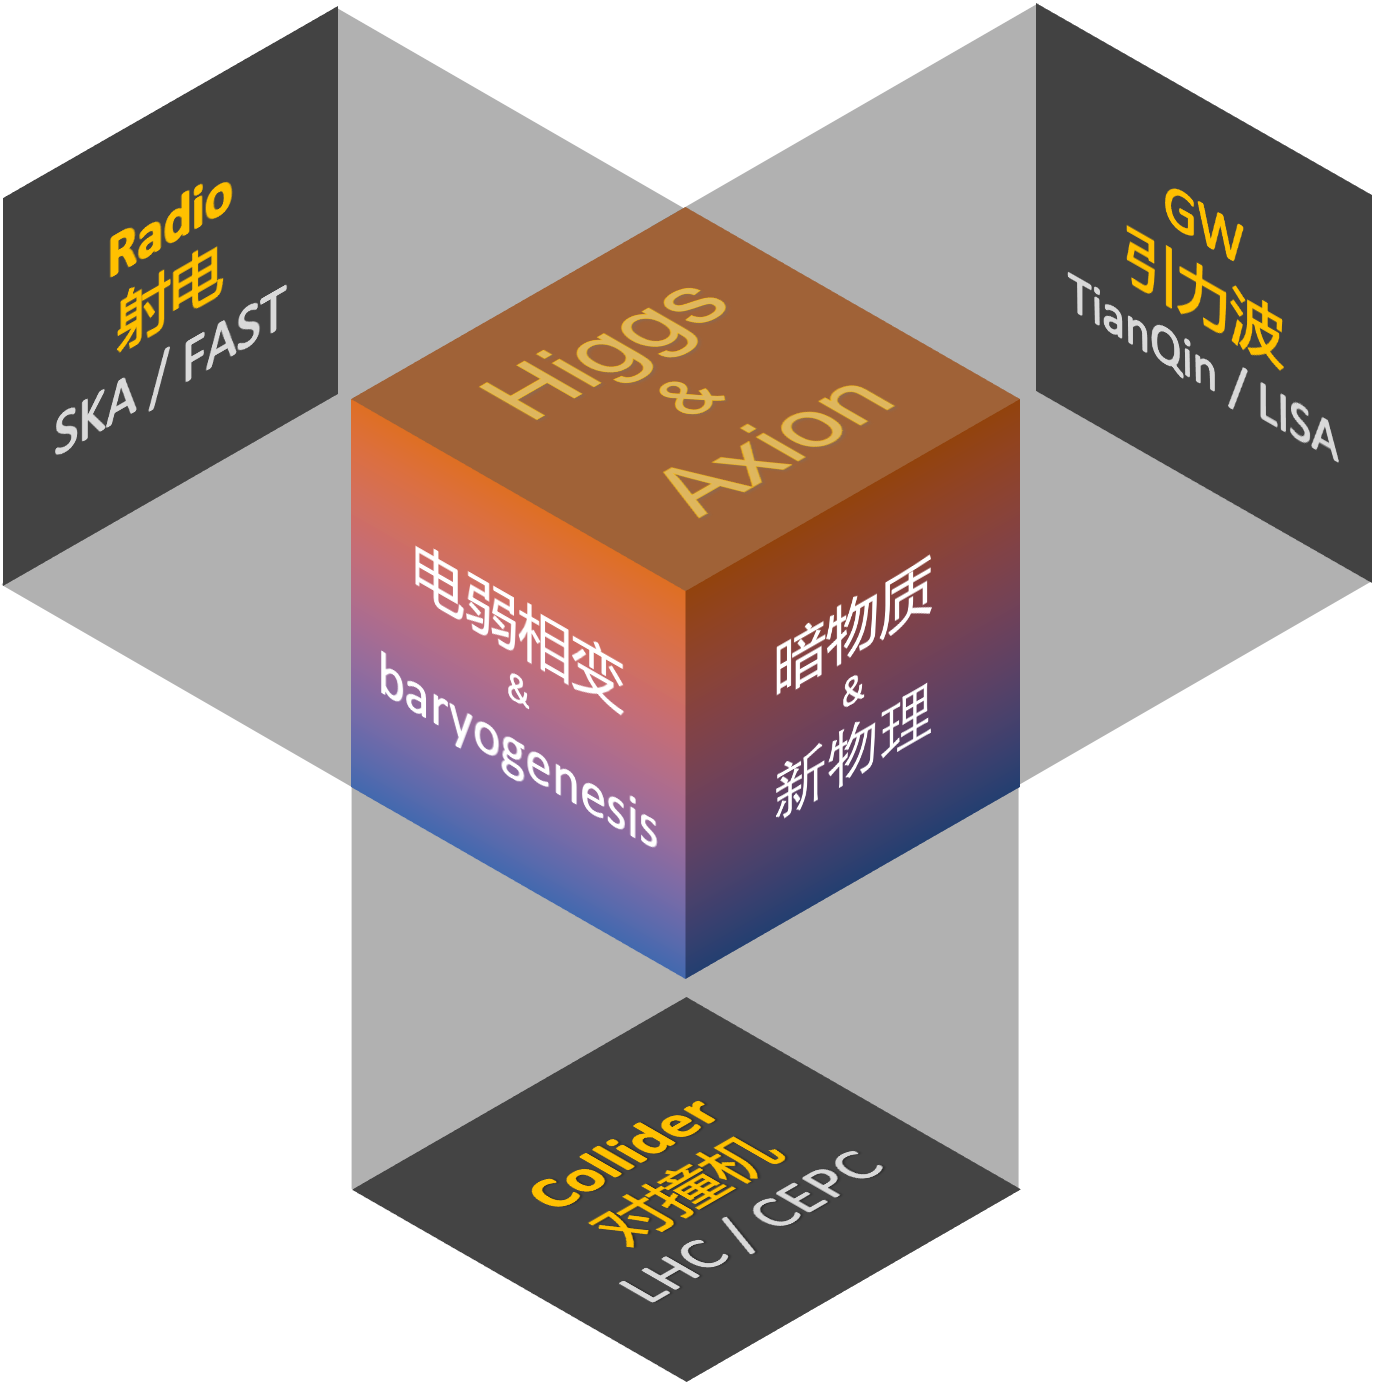 Radio
射电
SKA / FAST
GW
引力波
TianQin / LISA
Higgs
&
Axion
电弱相变
&
baryogenesis
暗物质
&
新物理
Collider
对撞机
LHC / CEPC